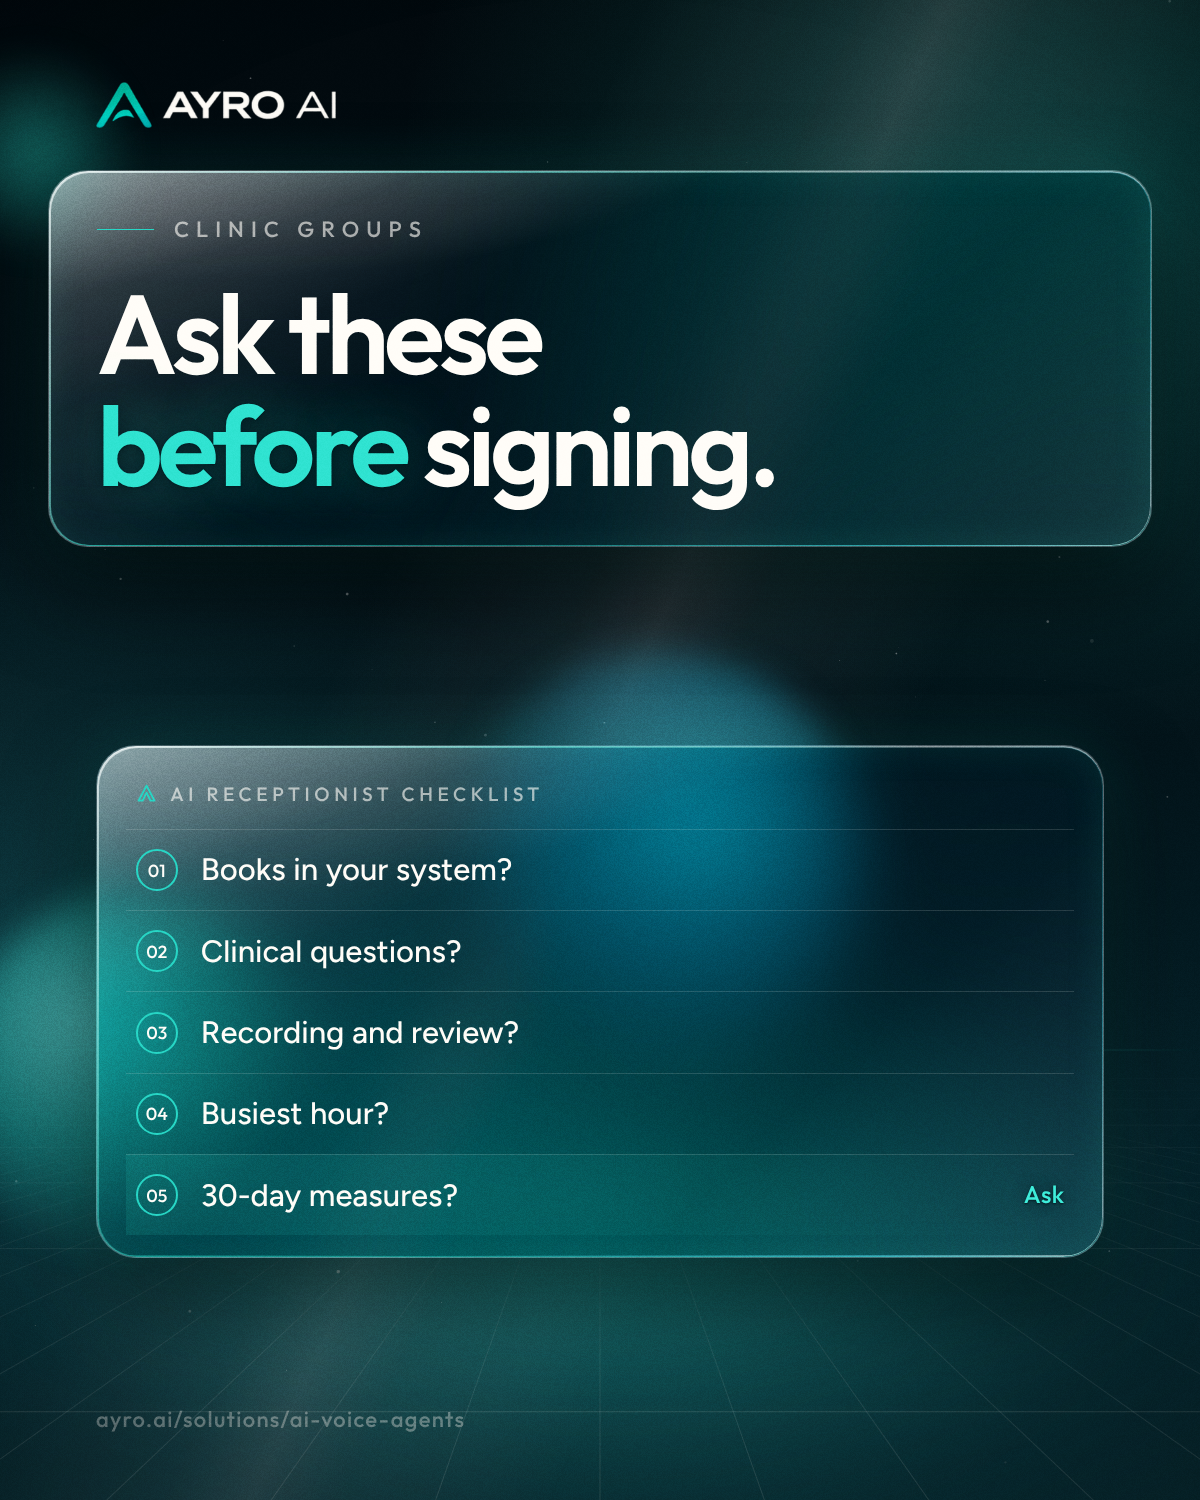 AYRO AI
CLINIC GROUPS
Ask these
before signing.
AI RECEPTIONIST CHECKLIST
01 Books in your system?
02 Clinical questions?
03 Recording and review?
04 Busiest hour?
05 30-day measures? Ask
ayro.ai/solutions/ai-voice-agents